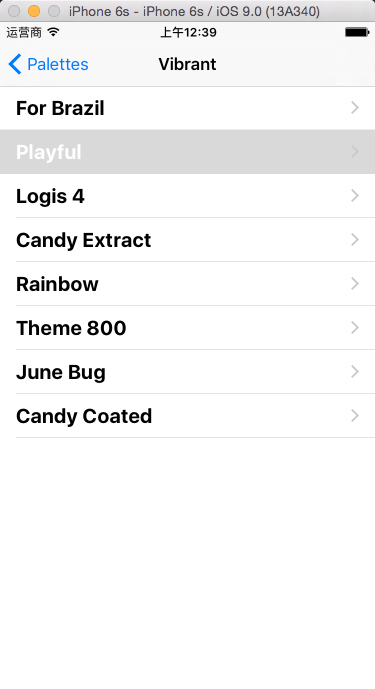 iPhone 6s - iPhone 6s / iOS 9.0 (13A340)
运营商 上午12:39
Palettes Vibrant
For Brazil
Playful
Logis 4
Candy Extract
Rainbow
Theme 800
June Bug
Candy Coated